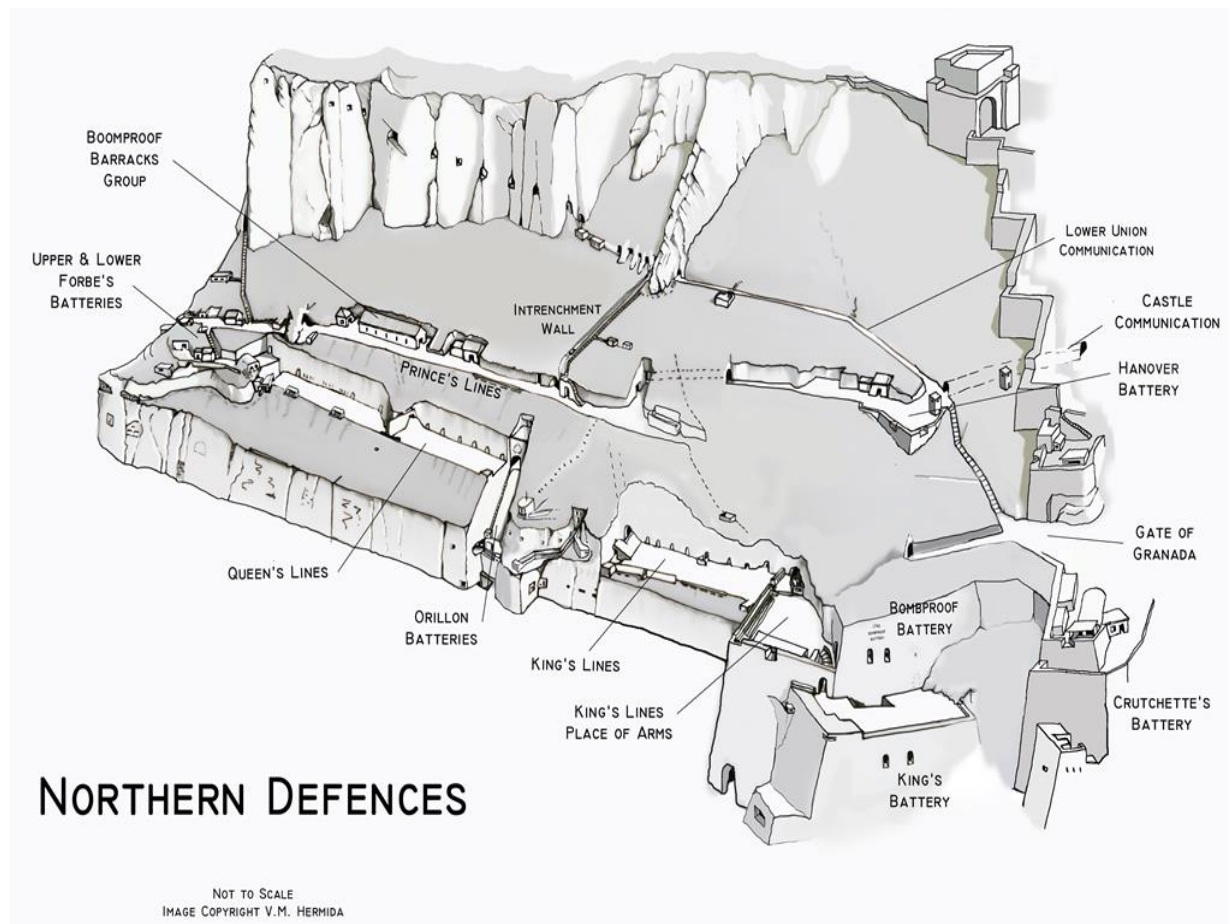 BOOMPROOF
BARRACKS
GROUP
UPPER & LOWER
FORBE'S
BATTERIES
INTRENCHMENT
WALL
LOWER UNION
COMMUNICATION
CASTLE
COMMUNICATION
HANOVER
BATTERY
PRINCE'S LINES
QUEEN'S LINES
ORILLON
BATTERIES
KING'S LINES
KING'S LINES
PLACE OF ARMS
GATE OF
GRANADA
BOMBPROOF
BATTERY
CRUTCHETTE'S
BATTERY
KING'S
BATTERY
NORTHERN DEFENCES
NOT TO SCALE
IMAGE COPYRIGHT V.M. HERMIDA